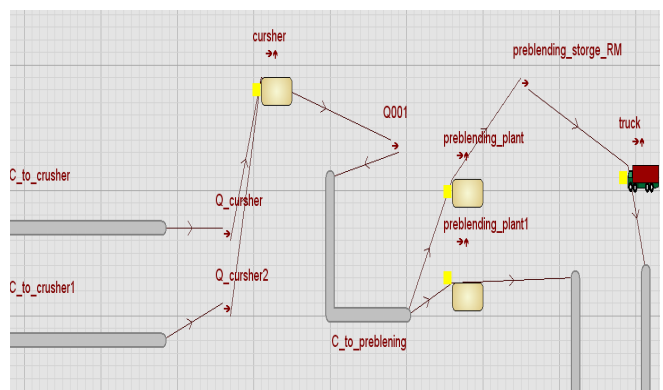 cursher
preblending_storge_RM
Q001
truck
preblending_plant
C_to_crusher
Q_cursher
preblending_plant1
Q_cursher2
C_to_crusher1
C_to_preblening